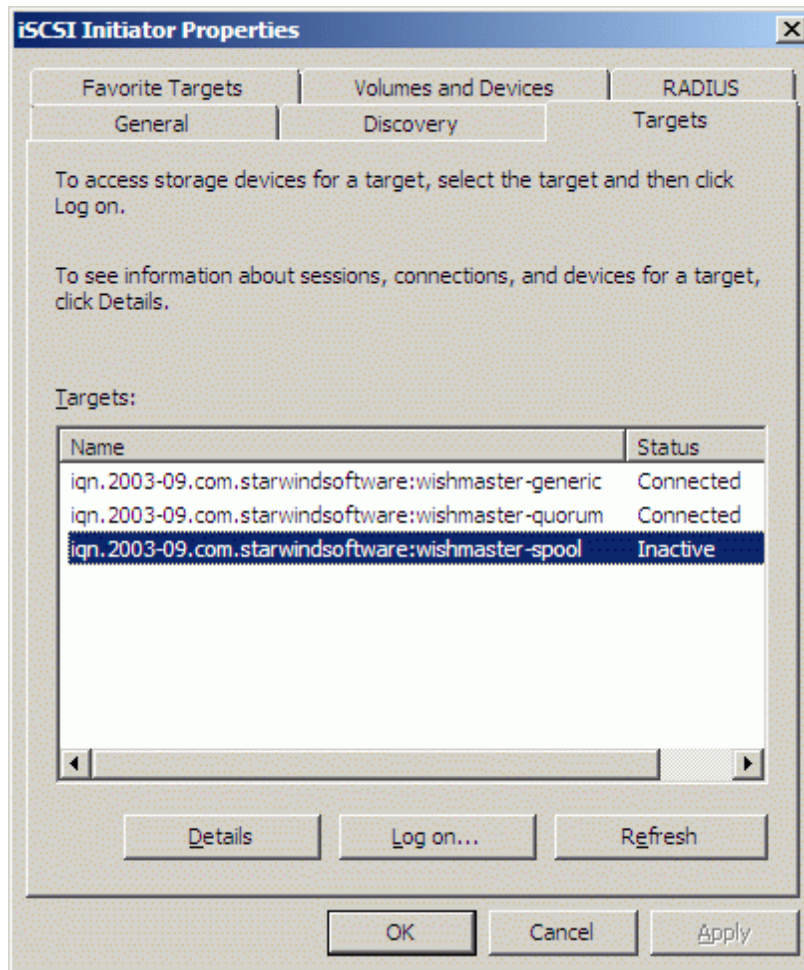 iSCSI Initiator Properties
Favorite Targets
Volumes and Devices
RADIUS
General
Discovery
Targets
To access storage devices for a target, select the target and then click
Log on.
To see information about sessions, connections, and devices for a target,
click Details.
Targets:
Name Status
iqn.2003-09.com.starwindsoftware:wishmaster-generic Connected
iqn.2003-09.com.starwindsoftware:wishmaster-quorum Connected
iqn.2003-09.com.starwindsoftware:wishmaster-spool Inactive
Details
Log on...
Refresh
OK
Cancel
Apply